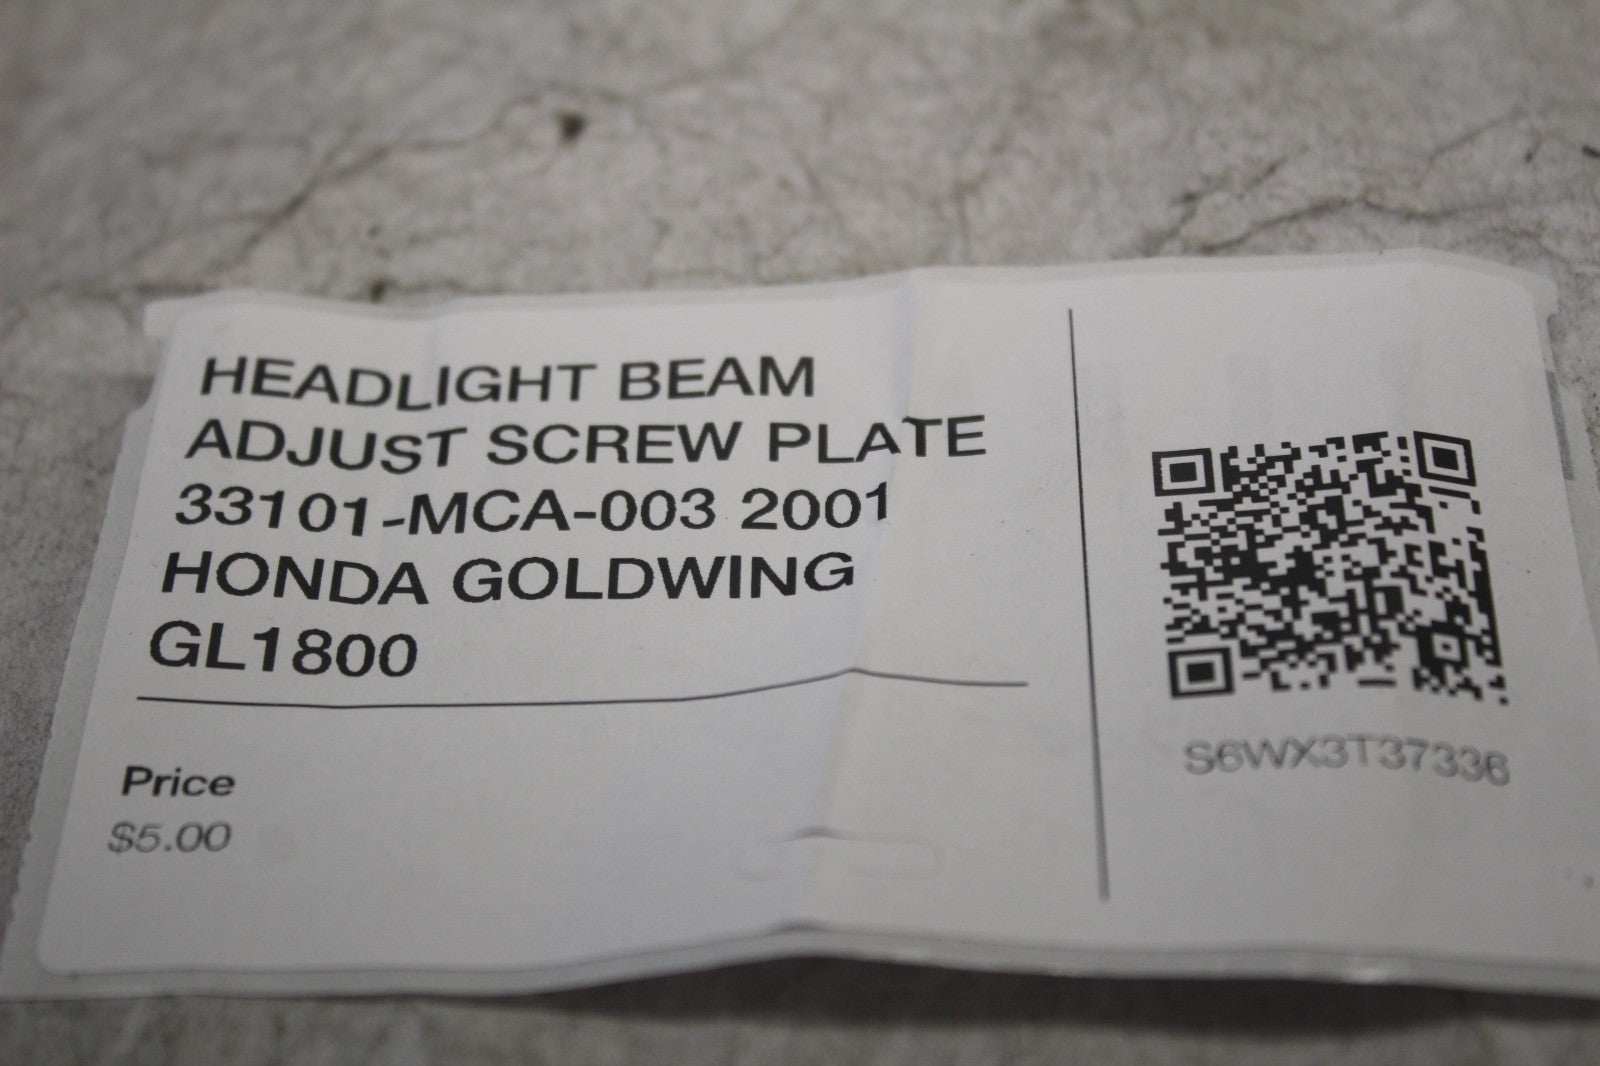 HEADLIGHT BEAM
ADJUST SCREW PLATE
33101-MCA-003 2001
HONDA GOLDWING
GL1800
Price
$5.00
S6WX3T37336